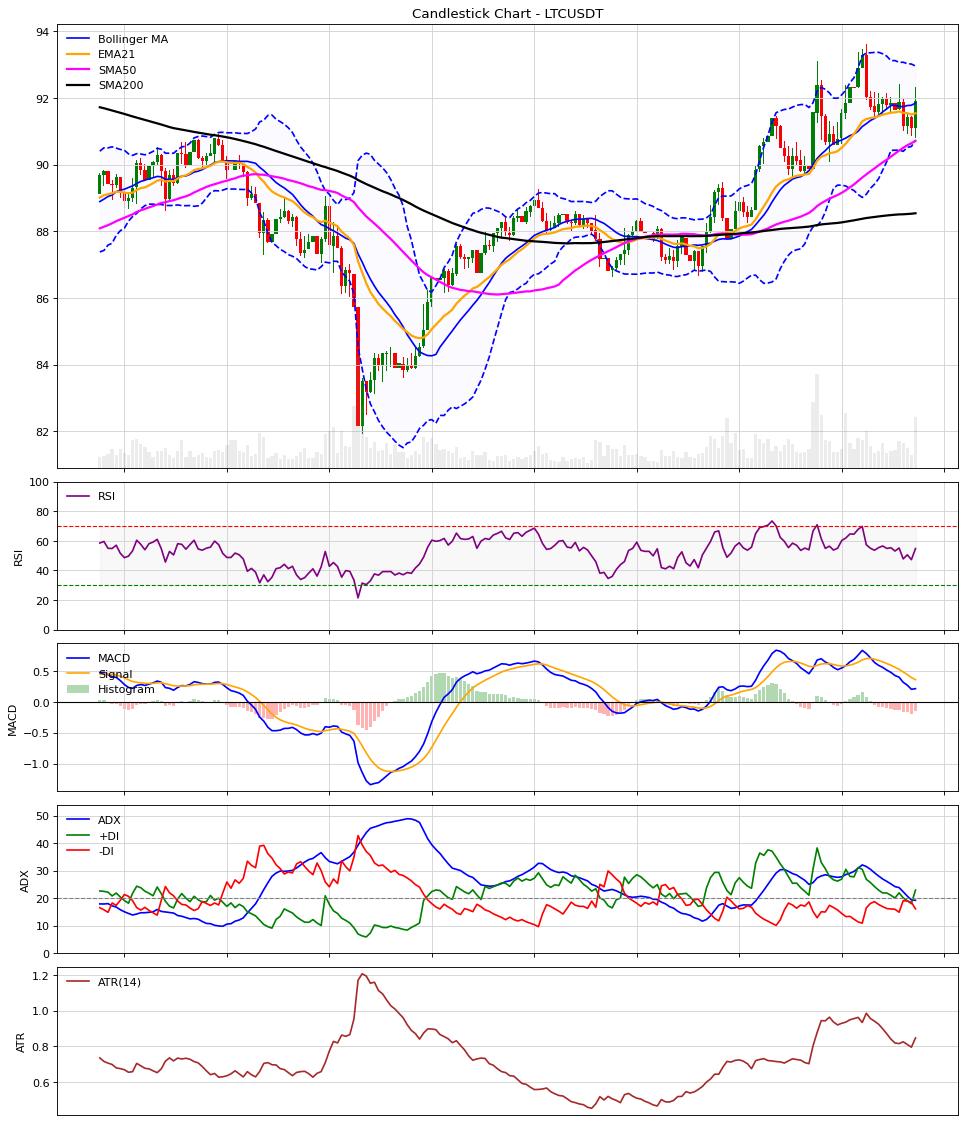 Candlestick Chart - LTCUSDT
94
92
90
88
86
84
82
Bollinger MA
EMA21
SMA50
SMA200
100
80
60
40
20
0
RSI
RSI
0.5
0.0
−0.5
−1.0
MACD
MACD
Signal
Histogram
50
40
30
20
10
0
ADX
ADX
+DI
-DI
1.2
1.0
0.8
0.6
ATR
ATR(14)